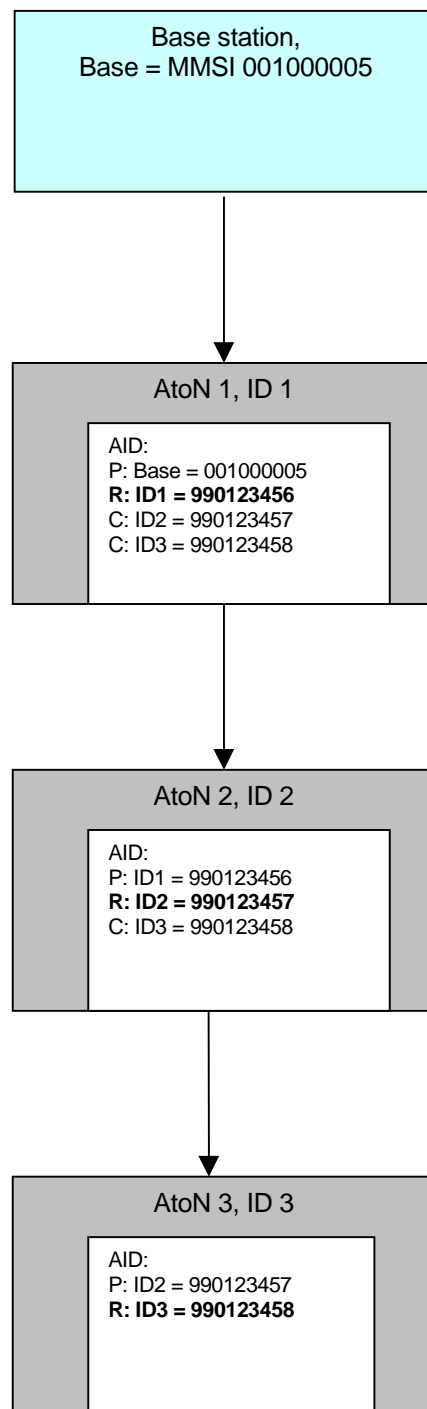 Base station,
Base = MMSI 001000005
AtoN 1, ID 1
AID:
P: Base = 001000005
R: ID1 = 990123456
C: ID2 = 990123457
C: ID3 = 990123458
AtoN 2, ID 2
AID:
P: ID1 = 990123456
R: ID2 = 990123457
C: ID3 = 990123458
AtoN 3, ID 3
AID:
P: ID2 = 990123457
R: ID3 = 990123458